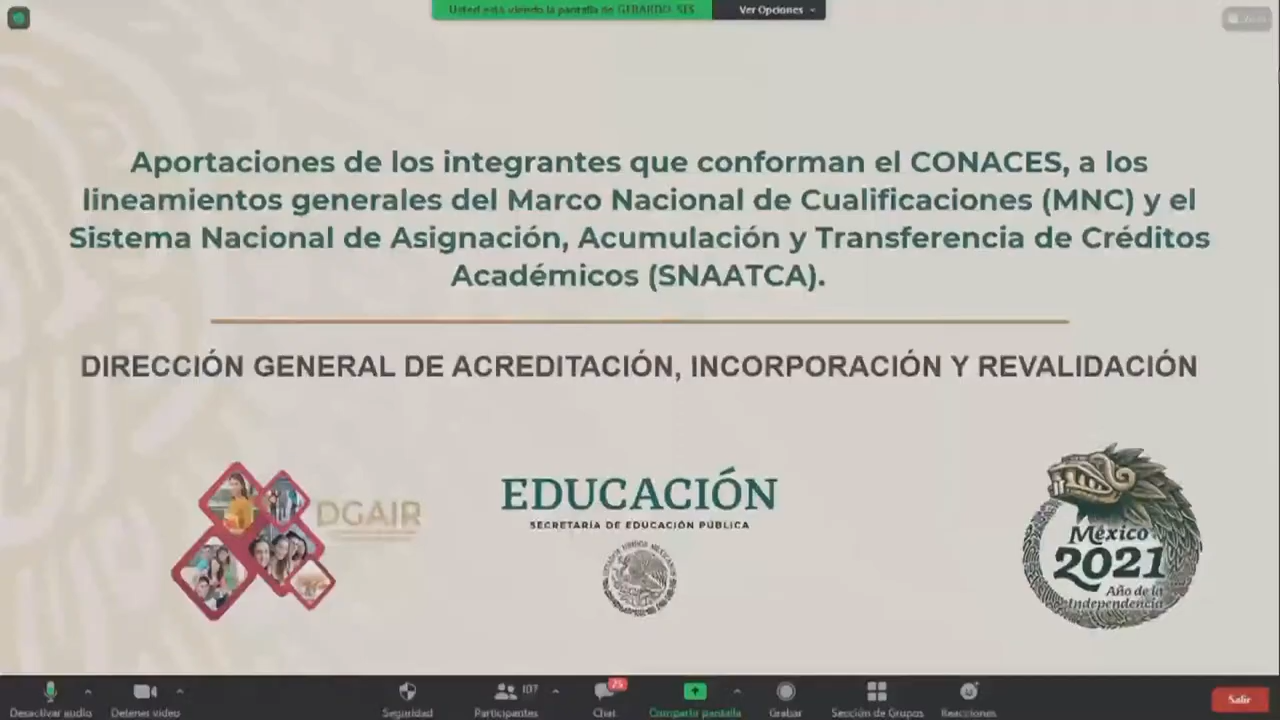 Usted está viendo la pantalla de GERARDO_SES
Ver Opciones
Aportaciones de los integrantes que conforman el CONACES, a los
lineamientos generales del Marco Nacional de Cualificaciones (MNC) y el
Sistema Nacional de Asignación, Acumulación y Transferencia de Créditos
Académicos (SNAATCA).
DIRECCIÓN GENERAL DE ACREDITACIÓN, INCORPORACIÓN Y REVALIDACIÓN
DGAIR
EDUCACIÓN
SECRETARÍA DE EDUCACIÓN PÚBLICA
México
2021
Año de la
Independencia
Desactivar audio
Detener video
Seguridad
Participantes
107
Chat
25
Compartir pantalla
Grabar
Sección de Grupos
Reacciones
Salir